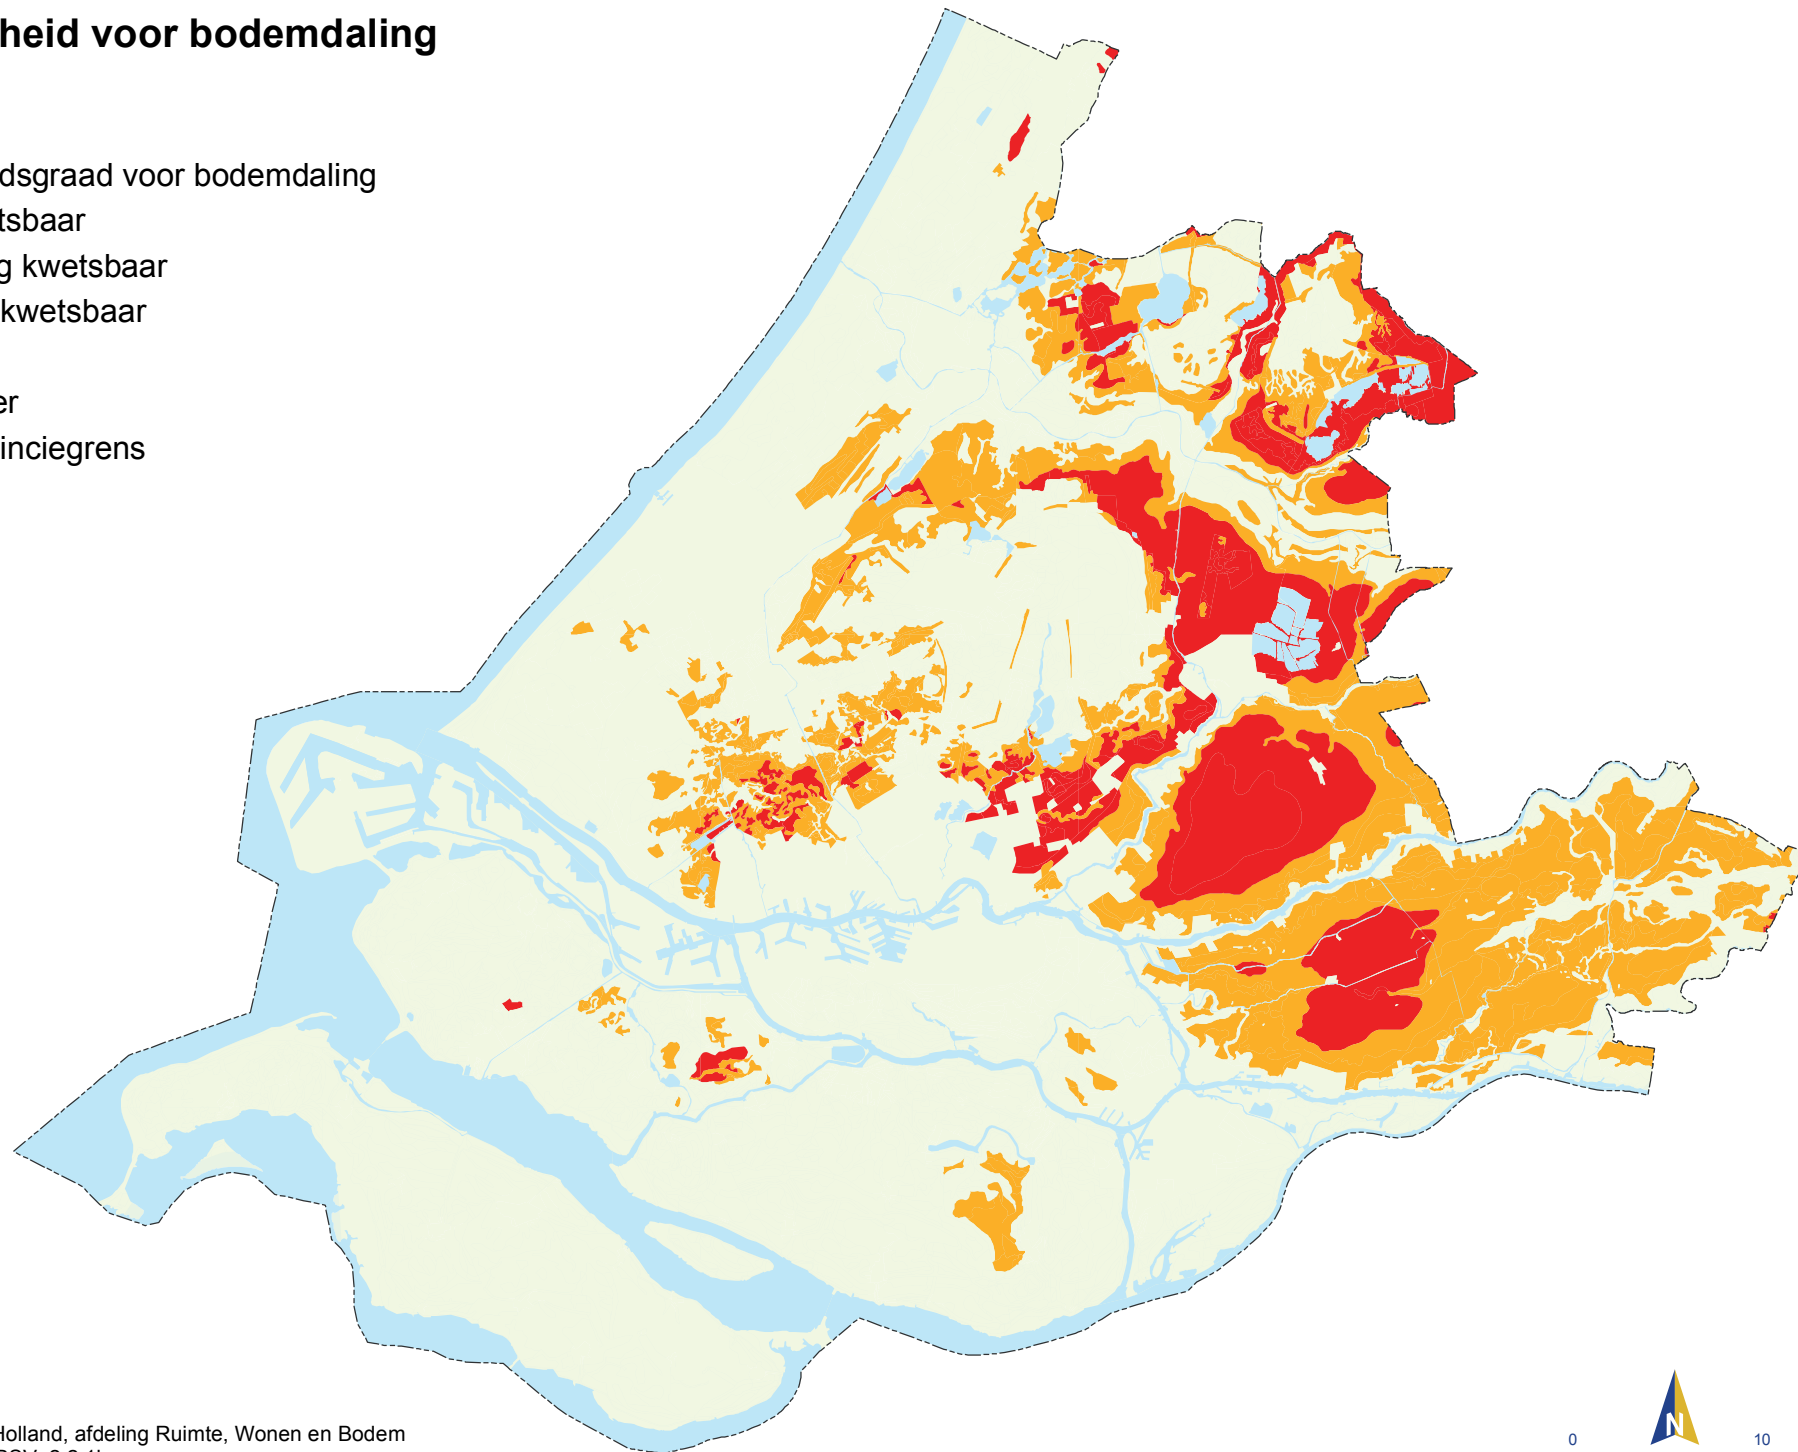 heid voor bodemdaling
dsgraad voor bodemdaling
tsbaar
g kwetsbaar
kwetsbaar
er
inciegrens
Holland, afdeling Ruimte, Wonen en Bodem
N
0 10